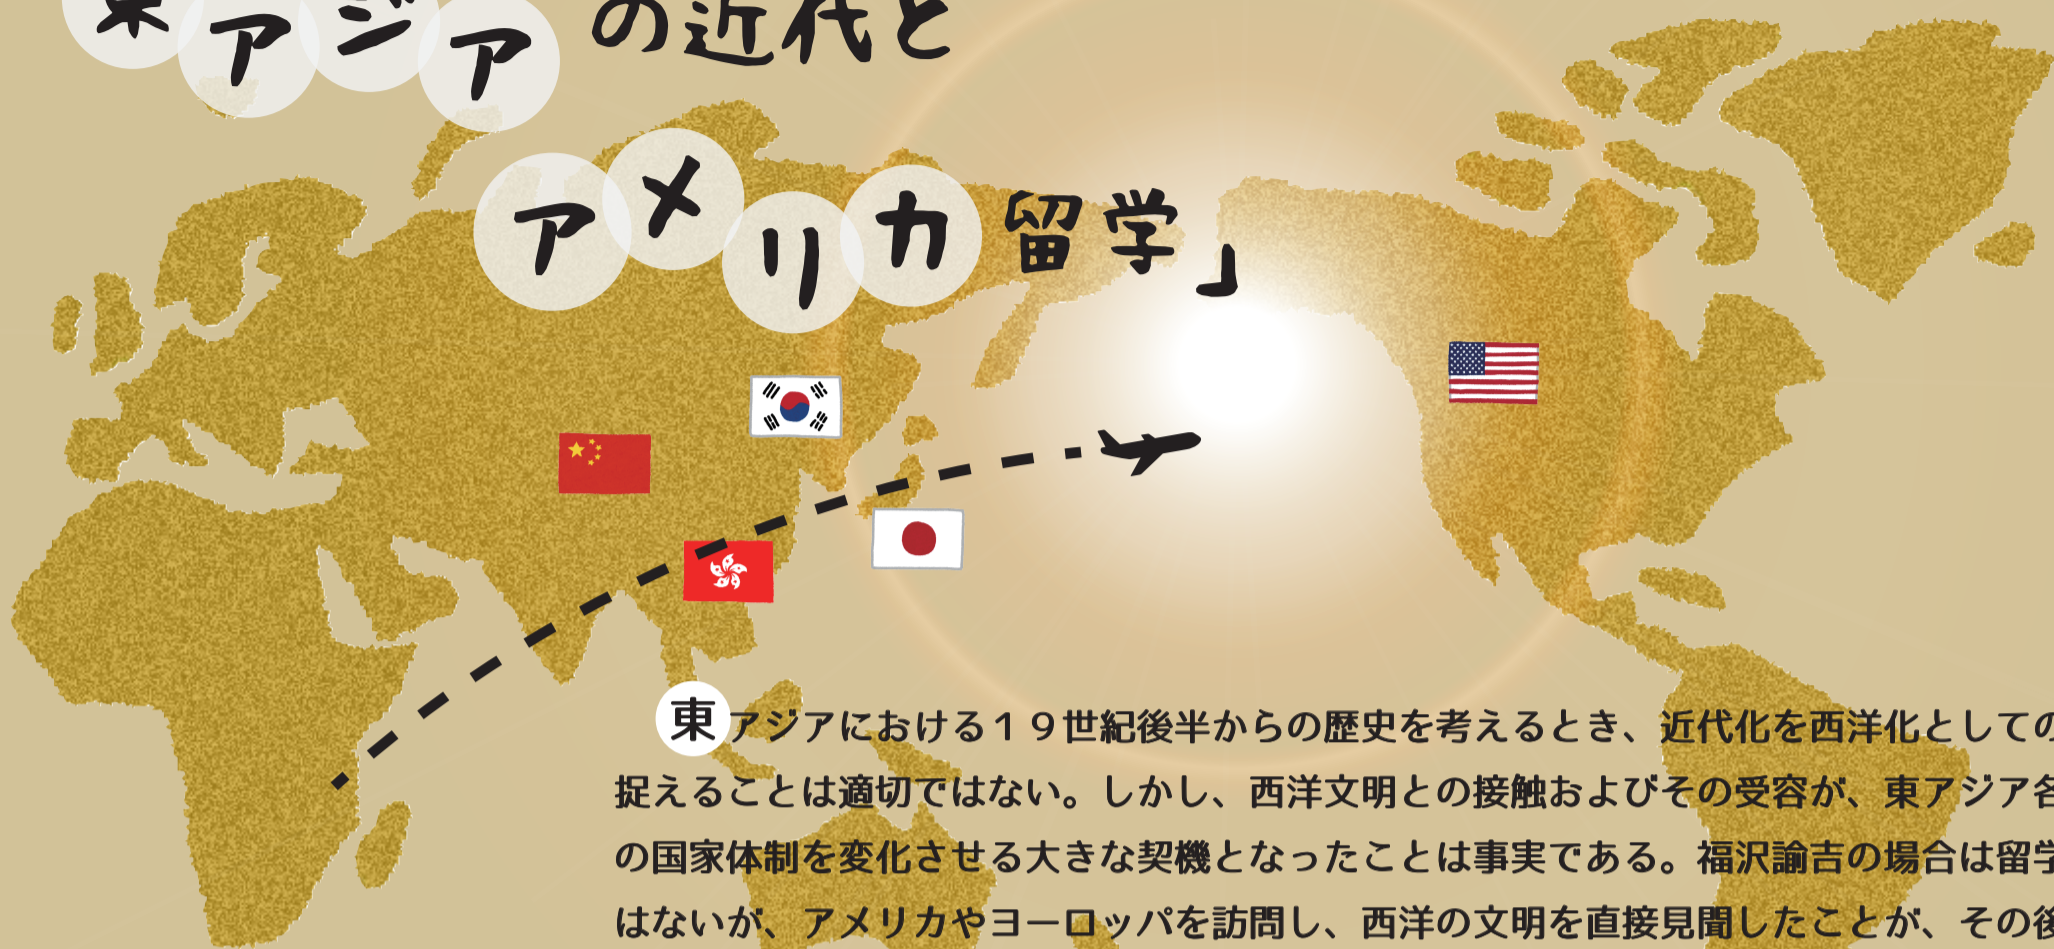 東アジアの近代と
アメリカ留学」
東アジアにおける１９世紀後半からの歴史を考えるとき、近代化を西洋化としての
捉えることは適切ではない。しかし、西洋文明との接触およびその受容が、東アジア各
の国家体制を変化させる大きな契機となったことは事実である。福沢諭吉の場合は留学
はないが、アメリカやヨーロッパを訪問し、西洋の文明を直接見聞したことが、その後